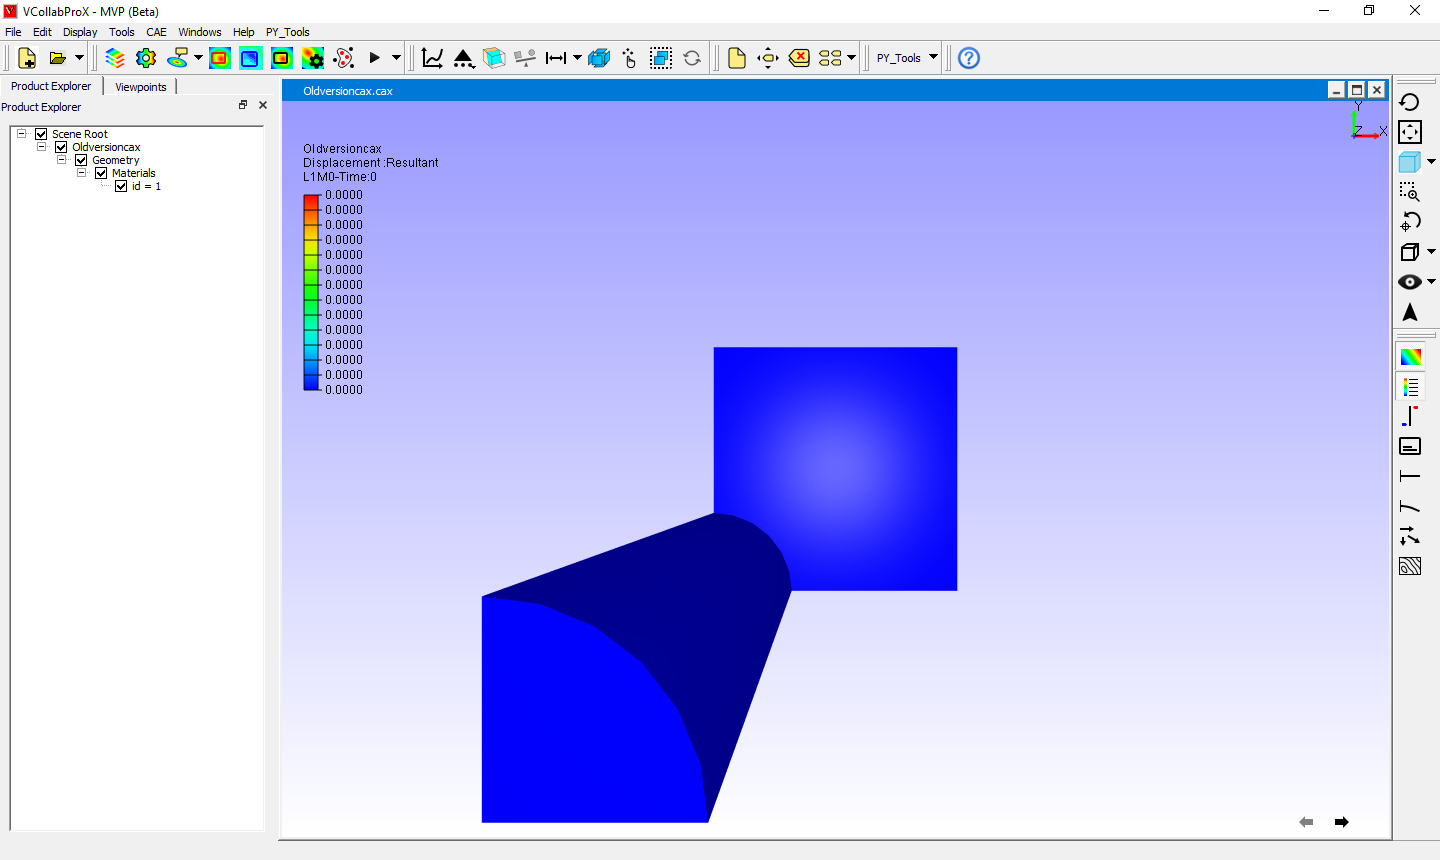 VCollabProX - MVP (Beta)
File Edit Display Tools CAE Windows Help PY_Tools
PY_Tools
Product Explorer Viewpoints
Product Explorer
Scene Root
Oldversioncax
Geometry
Materials
id = 1
Oldversioncax.cax
Y
Z X
Oldversioncax
Displacement :Resultant
L1M0-Time:0
0.0000
0.0000
0.0000
0.0000
0.0000
0.0000
0.0000
0.0000
0.0000
0.0000
0.0000
0.0000
0.0000
0.0000